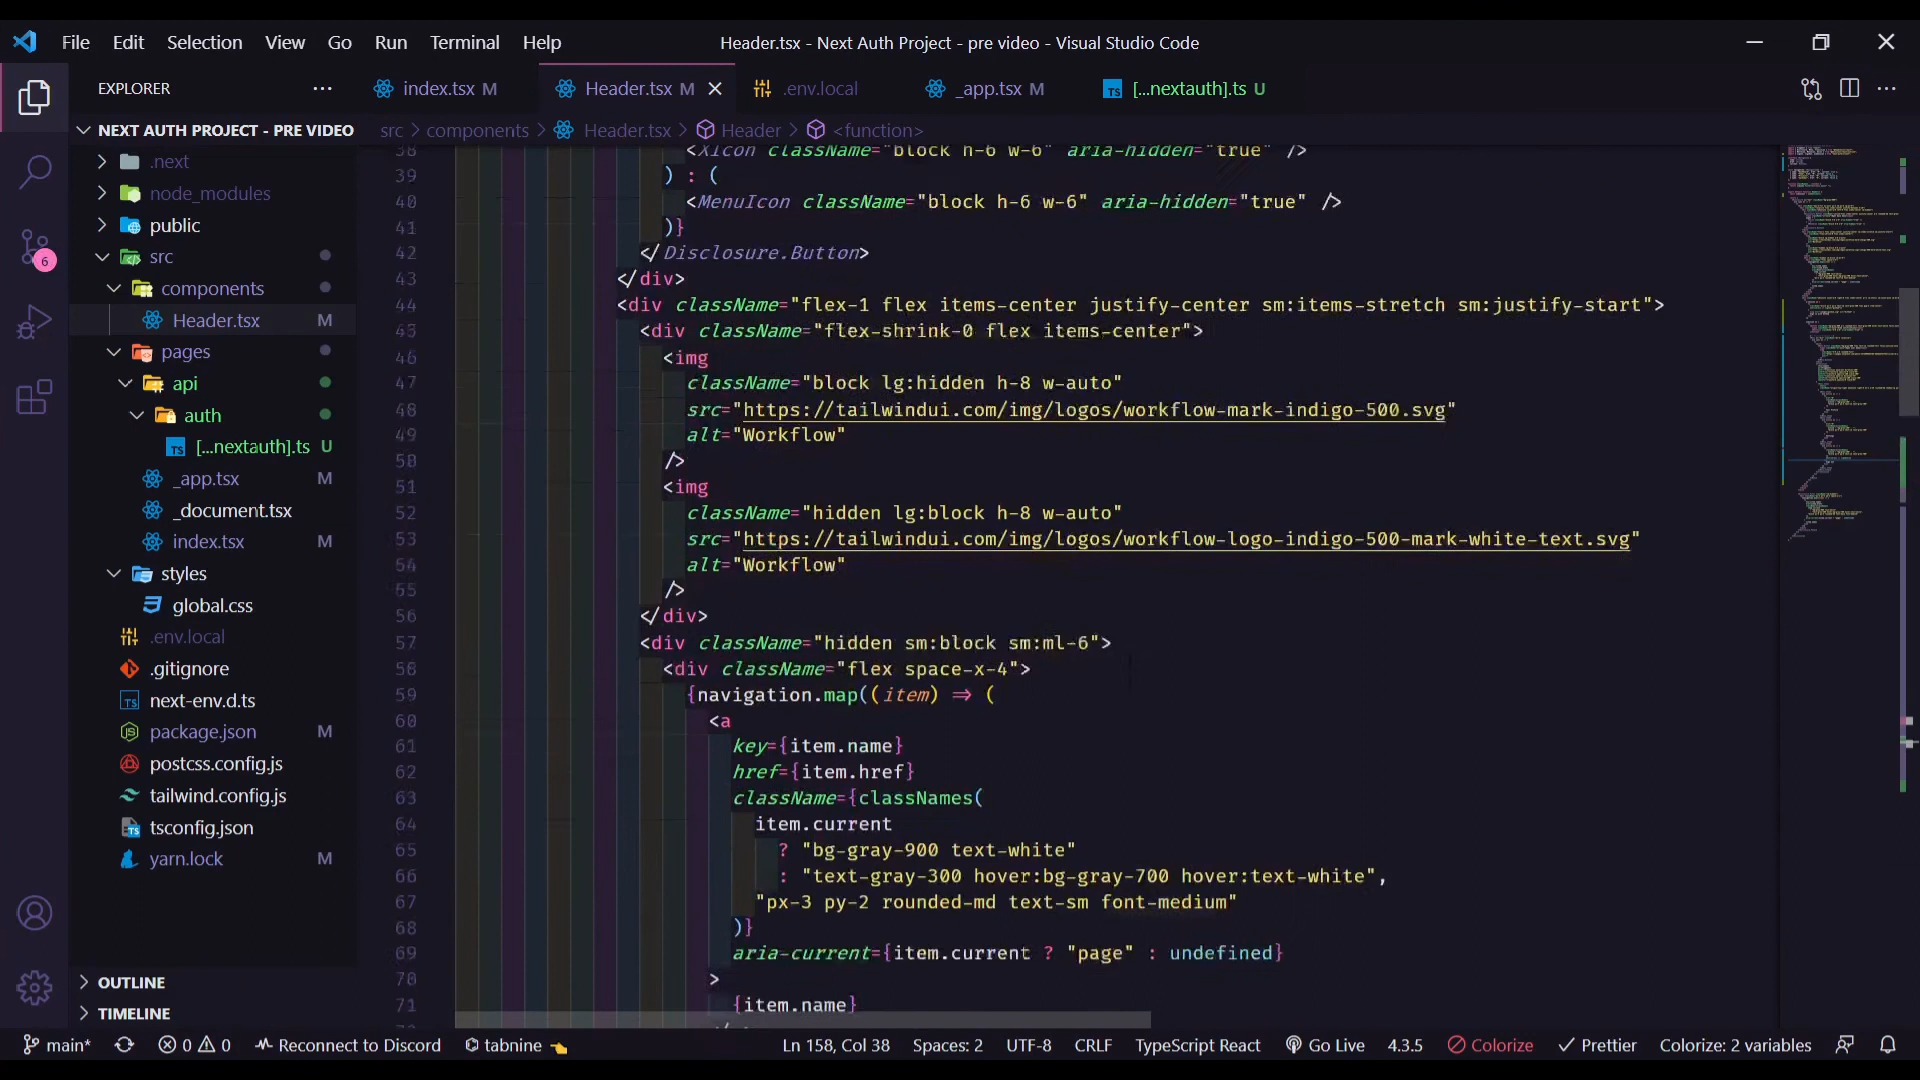 File Edit Selection View Go Run Terminal Help
Header.tsx - Next Auth Project - pre video - Visual Studio Code
EXPLORER
index.tsx M
Header.tsx M
.env.local
_app.tsx M
[...nextauth].ts U
NEXT AUTH PROJECT - PRE VIDEO
src > components > Header.tsx > Header > <function>
.next
node_modules
public
src
components
Header.tsx M
pages
api
auth
[...nextauth].ts U
_app.tsx M
_document.tsx
index.tsx M
styles
global.css
.env.local
.gitignore
next-env.d.ts
package.json M
postcss.config.js
tailwind.config.js
tsconfig.json
yarn.lock M
OUTLINE
TIMELINE
6
38 <XIcon className="block h-6 w-6" aria-hidden="true" />
39 ) : (
40 <MenuIcon className="block h-6 w-6" aria-hidden="true" />
41 )}
42 </Disclosure.Button>
43 </div>
44 <div className="flex-1 flex items-center justify-center sm:items-stretch sm:justify-start">
45 <div className="flex-shrink-0 flex items-center">
46 <img
47 className="block lg:hidden h-8 w-auto"
48 src="https://tailwindui.com/img/logos/workflow-mark-indigo-500.svg"
49 alt="Workflow"
50 />
51 <img
52 className="hidden lg:block h-8 w-auto"
53 src="https://tailwindui.com/img/logos/workflow-logo-indigo-500-mark-white-text.svg"
54 alt="Workflow"
55 />
56 </div>
57 <div className="hidden sm:block sm:ml-6">
58 <div className="flex space-x-4">
59 {navigation.map((item) => (
60 <a
61 key={item.name}
62 href={item.href}
63 className={classNames(
64 item.current
65 ? "bg-gray-900 text-white"
66 : "text-gray-300 hover:bg-gray-700 hover:text-white",
67 "px-3 py-2 rounded-md text-sm font-medium"
68 )}
69 aria-current={item.current ? "page" : undefined}
70 >
71 {item.name}
main* 0 0 Reconnect to Discord tabnine Ln 158, Col 38 Spaces: 2 UTF-8 CRLF TypeScript React Go Live 4.3.5 Colorize Prettier Colorize: 2 variables